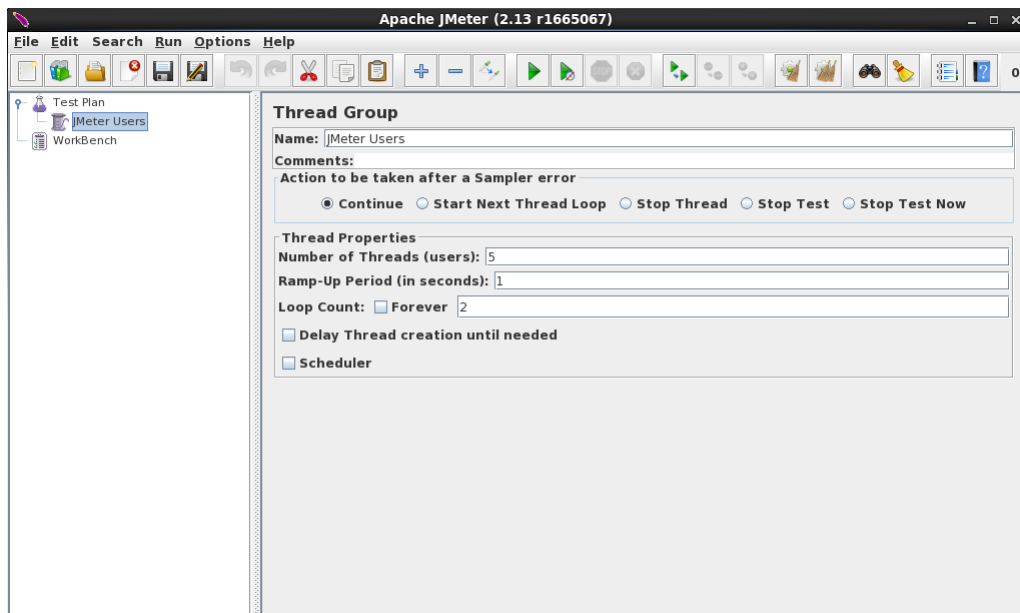 Apache JMeter (2.13 r1665067)
File Edit Search Run Options Help
0
Test Plan
JMeter Users
WorkBench
Thread Group
Name: JMeter Users
Comments:
Action to be taken after a Sampler error
Continue Start Next Thread Loop Stop Thread Stop Test Stop Test Now
Thread Properties
Number of Threads (users): 5
Ramp-Up Period (in seconds): 1
Loop Count: Forever 2
Delay Thread creation until needed
Scheduler